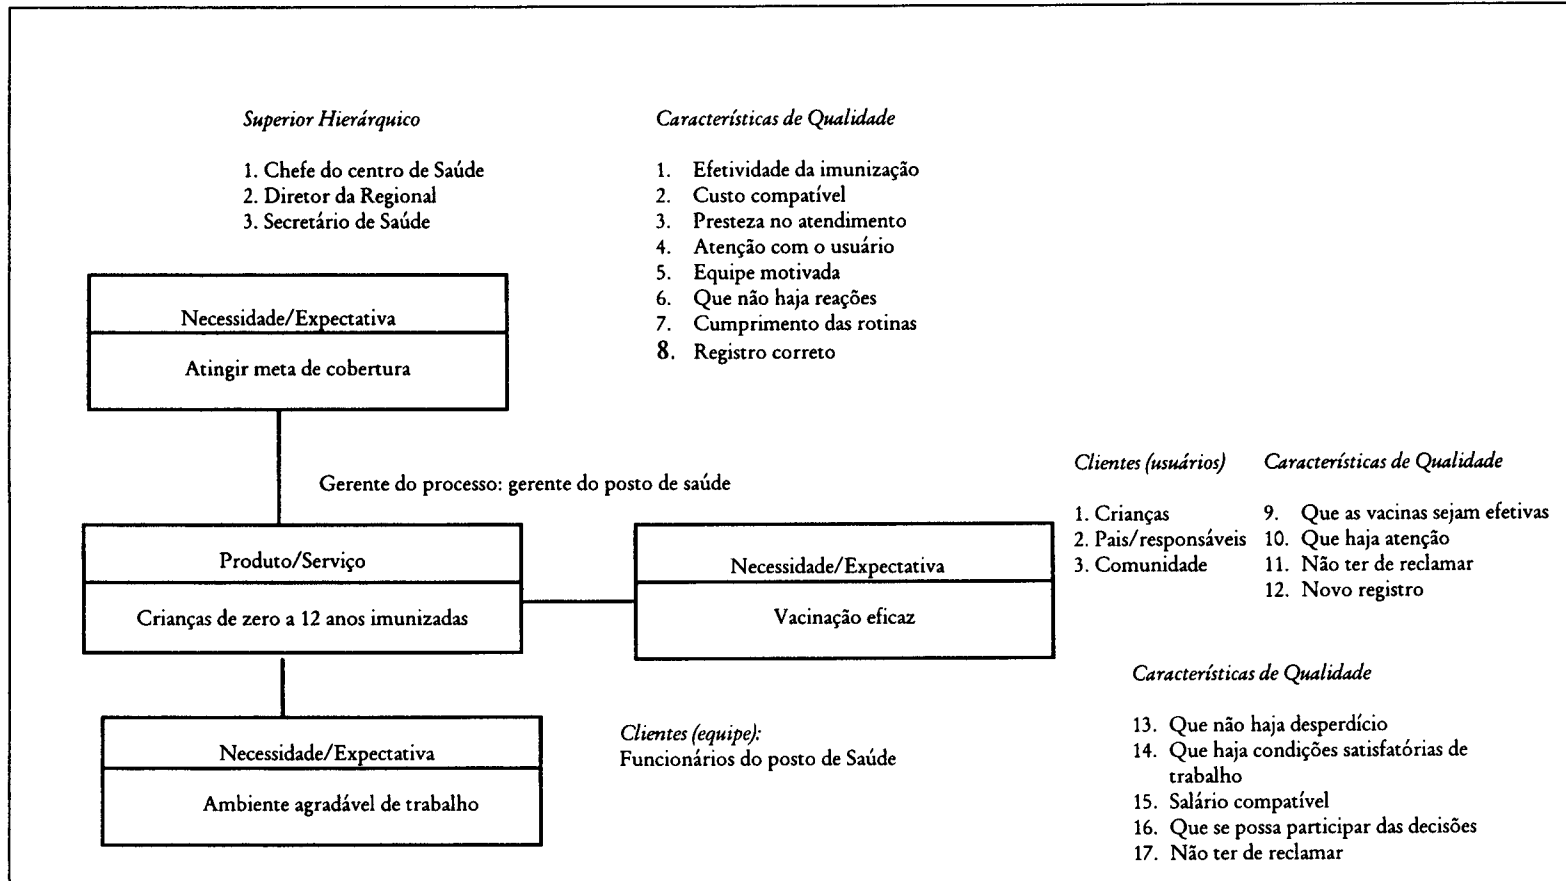 Superior Hierárquico
1. Chefe do centro de Saúde
2. Diretor da Regional
3. Secretário de Saúde
Características de Qualidade
1. Efetividade da imunização
2. Custo compatível
3. Presteza no atendimento
4. Atenção com o usuário
5. Equipe motivada
6. Que não haja reações
7. Cumprimento das rotinas
8. Registro correto
Necessidade/Expectativa
Atingir meta de cobertura
Gerente do processo: gerente do posto de saúde
Produto/Serviço
Crianças de zero a 12 anos imunizadas
Necessidade/Expectativa
Vacinação eficaz
Clientes (usuários)
1. Crianças
2. Pais/responsáveis
3. Comunidade
Características de Qualidade
9. Que as vacinas sejam efetivas
10. Que haja atenção
11. Não ter de reclamar
12. Novo registro
Necessidade/Expectativa
Ambiente agradável de trabalho
Clientes (equipe):
Funcionários do posto de Saúde
Características de Qualidade
13. Que não haja desperdício
14. Que haja condições satisfatórias de
trabalho
15. Salário compatível
16. Que se possa participar das decisões
17. Não ter de reclamar